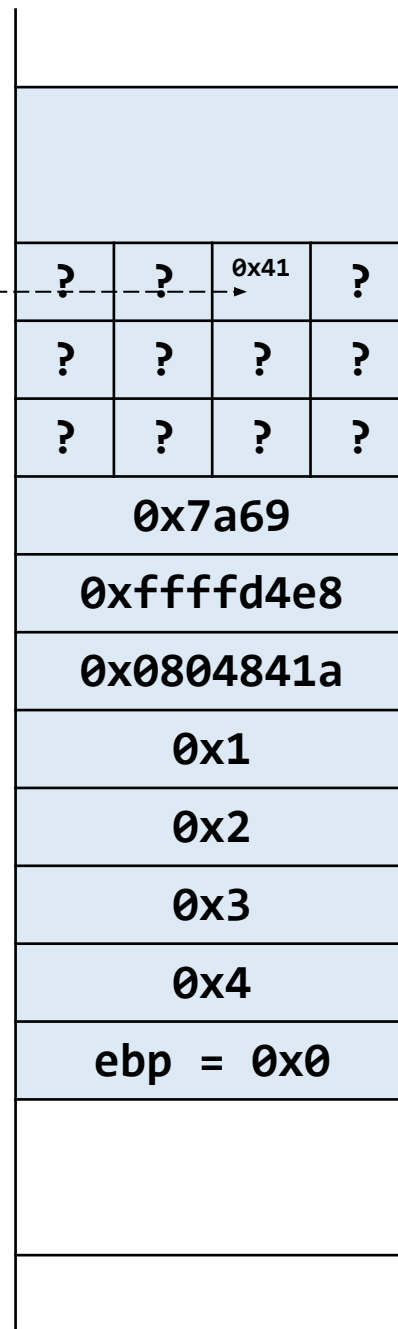 ? ? 0x41 ?
? ? ? ?
? ? ? ?
0x7a69
0xffffd4e8
0x0804841a
0x1
0x2
0x3
0x4
ebp = 0x0